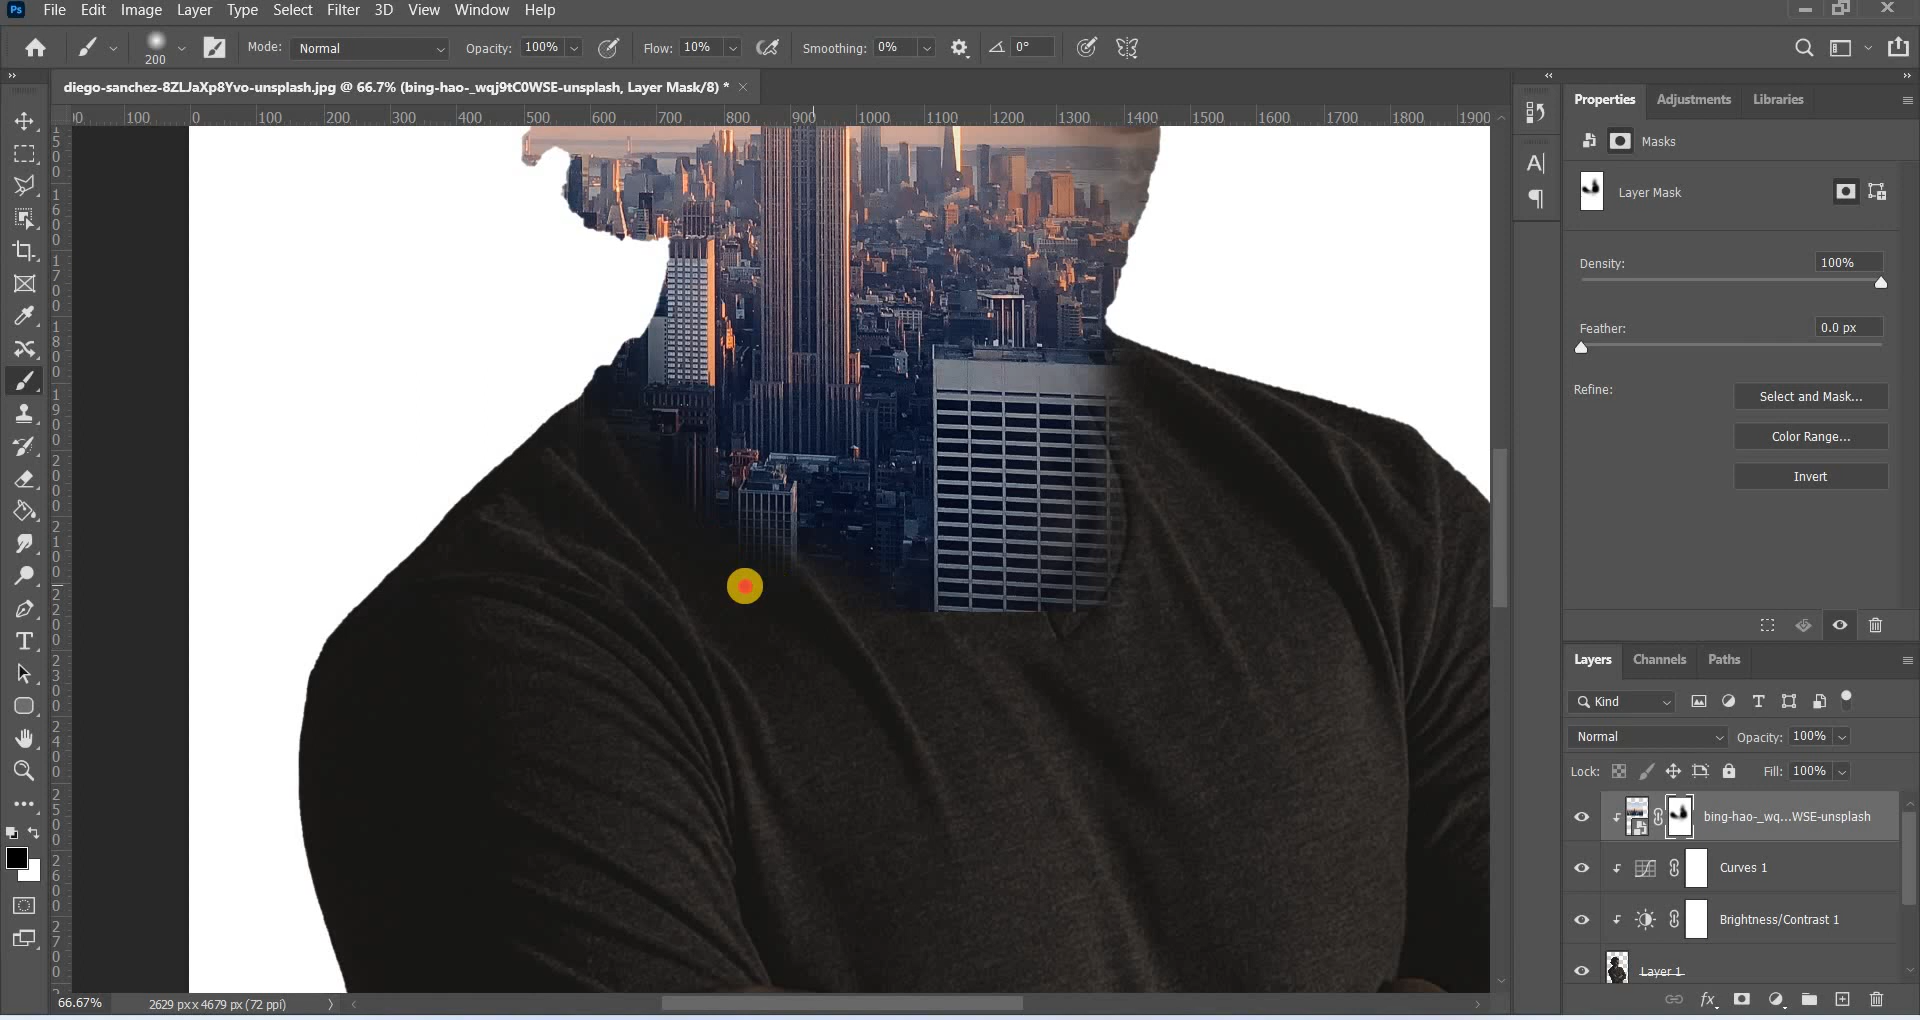 Ps File Edit Image Layer Type Select Filter 3D View Window Help
200 Mode: Normal Opacity: 100% Flow: 10% Smoothing: 0% 0°
diego-sanchez-8ZLJaXp8Yvo-unsplash.jpg @ 66.7% (bing-hao-_wqj9tC0WSE-unsplash, Layer Mask/8) *
00 100 0 100 200 300 400 500 600 700 800 900 1000 1100 1200 1300 1400 1500 1600 1700 1800 1900
Properties Adjustments Libraries
Masks
Layer Mask
Density: 100%
Feather: 0.0 px
Refine: Select and Mask...
Color Range...
Invert
Layers Channels Paths
Kind
Normal Opacity: 100%
Lock: Fill: 100%
bing-hao-_wq...WSE-unsplash
Curves 1
Brightness/Contrast 1
Layer 1
fx
66.67% 2629 px x 4679 px (72 ppi)